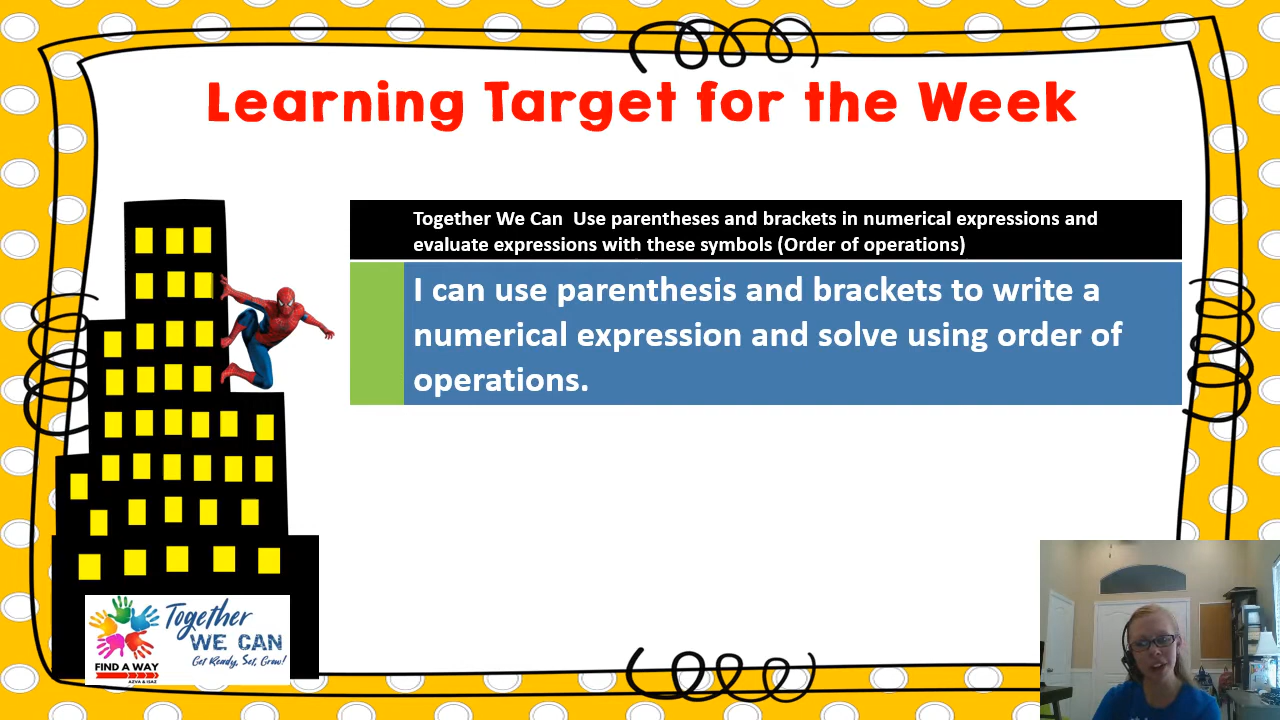 Learning Target for the Week
Together We Can Use parentheses and brackets in numerical expressions and
evaluate expressions with these symbols (Order of operations)
I can use parenthesis and brackets to write a
numerical expression and solve using order of
operations.
Together
WE CAN
Get Ready, Set, Grow!
FIND A WAY
AZVA & ISAZ